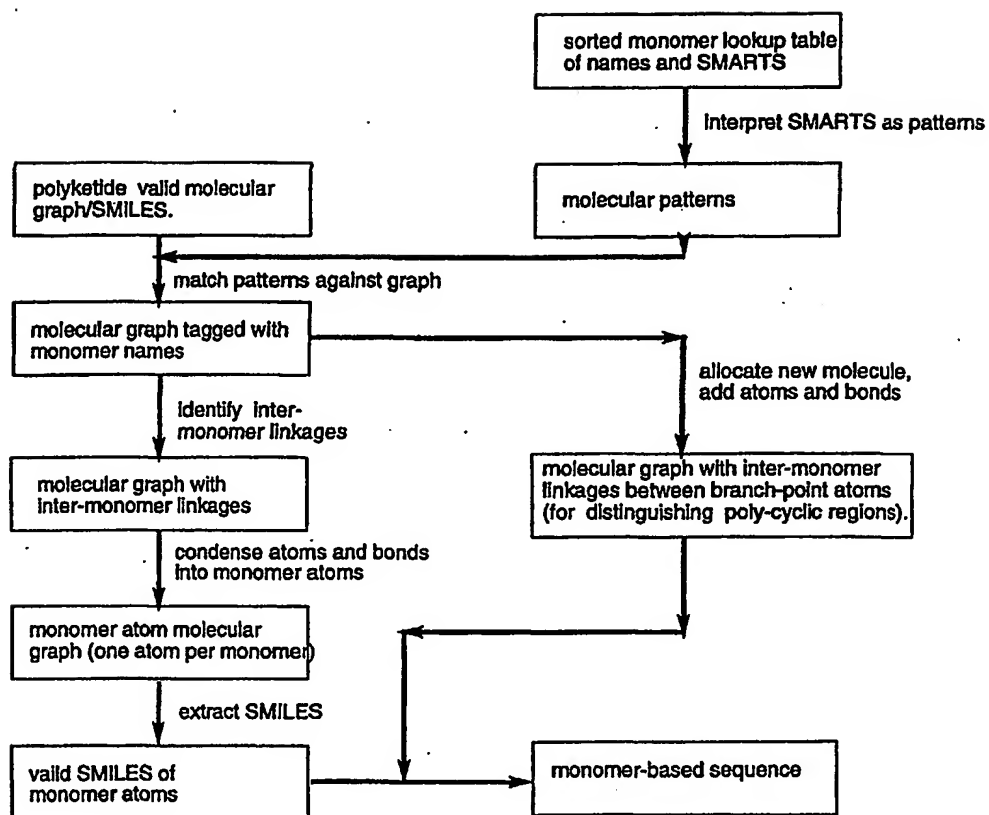 sorted monomer lookup table
of names and SMARTS
interpret SMARTS as patterns
polyketide valid molecular
graph/SMILES.
molecular patterns
match patterns against graph
molecular graph tagged with
monomer names
allocate new molecule,
add atoms and bonds
identify inter-
monomer linkages
molecular graph with
inter-monomer linkages
molecular graph with inter-monomer
linkages between branch-point atoms
(for distinguishing poly-cyclic regions).
condense atoms and bonds
into monomer atoms
monomer atom molecular
graph (one atom per monomer)
extract SMILES
valid SMILES of
monomer atoms
monomer-based sequence